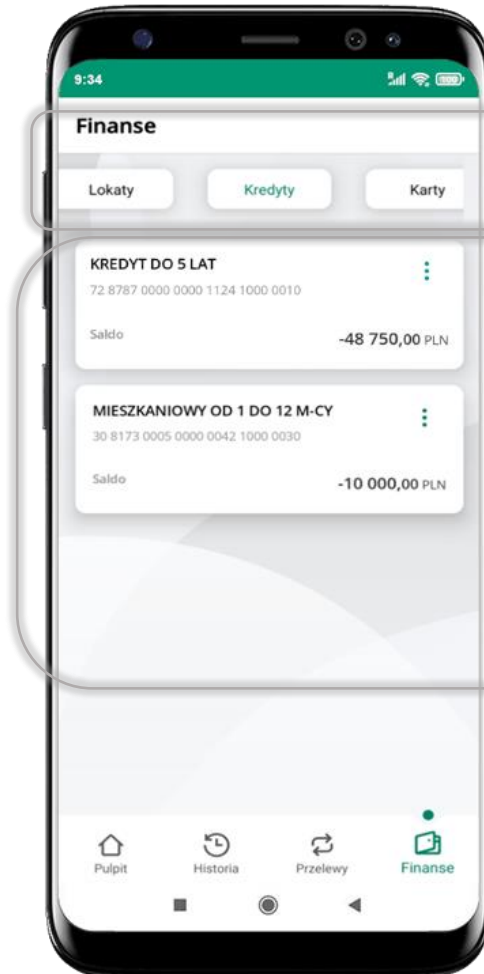 9:34
Finanse
Lokaty Kredyty Karty
KREDYT DO 5 LAT
72 8787 0000 0000 1124 1000 0010
Saldo -48 750,00 PLN
MIESZKANIOWY OD 1 DO 12 M-CY
30 8173 0005 0000 0042 1000 0030
Saldo -10 000,00 PLN
Pulpit Historia Przelewy Finanse